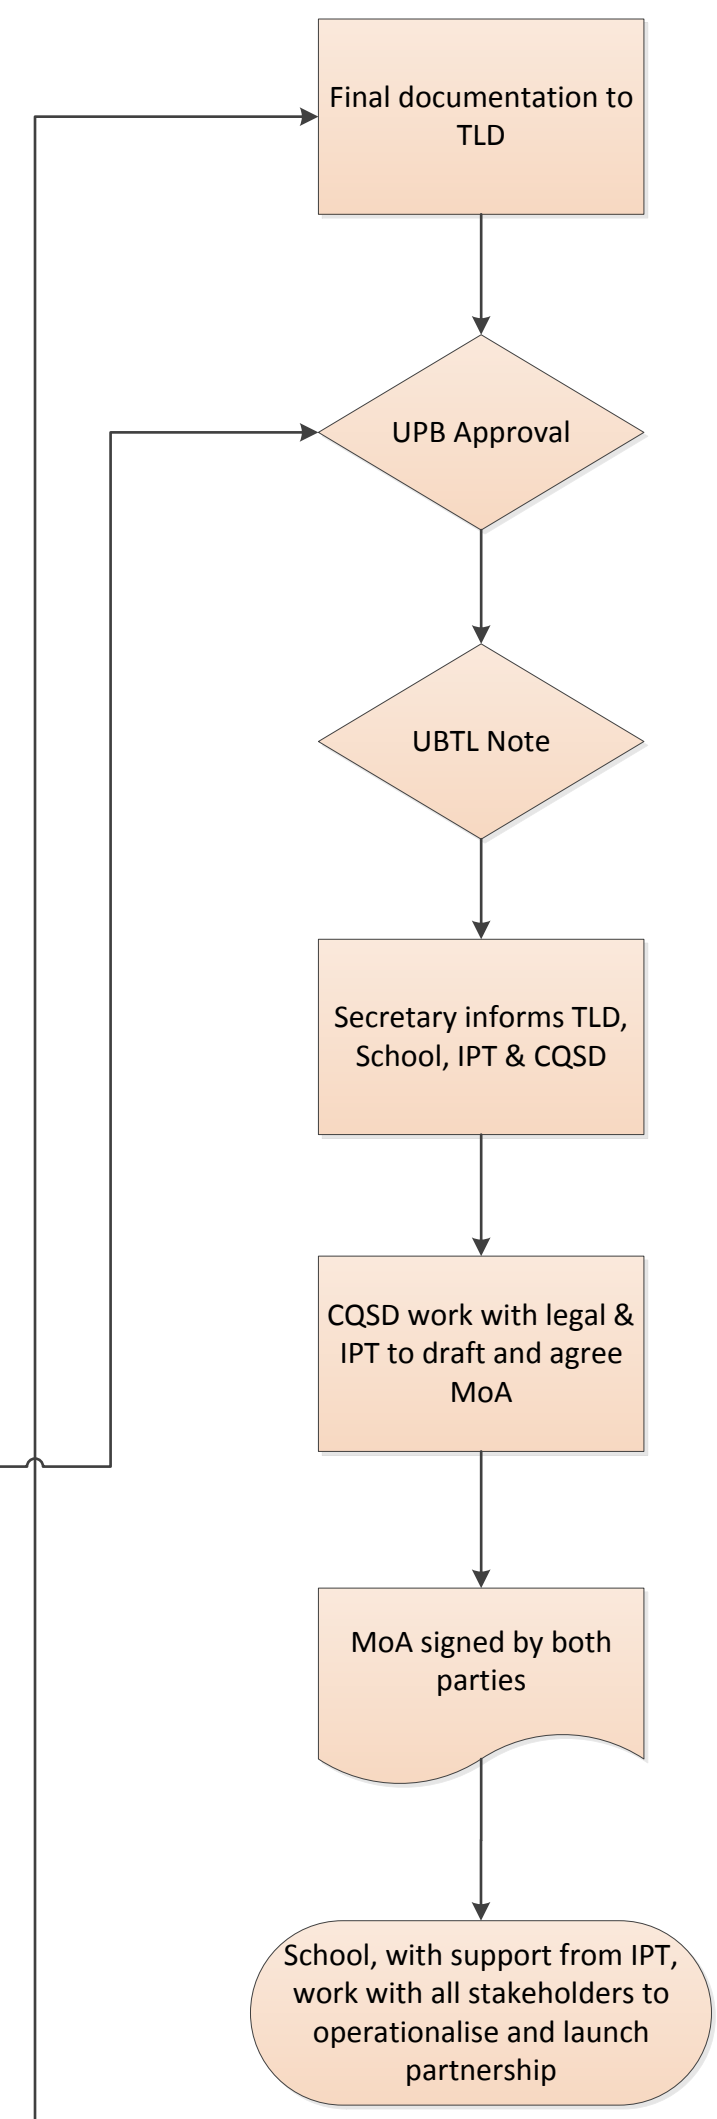 Final documentation to
TLD
UPB Approval
UBTL Note
Secretary informs TLD,
School, IPT & CQSD
CQSD work with legal &
IPT to draft and agree
MoA
MoA signed by both
parties
School, with support from IPT,
work with all stakeholders to
operationalise and launch
partnership